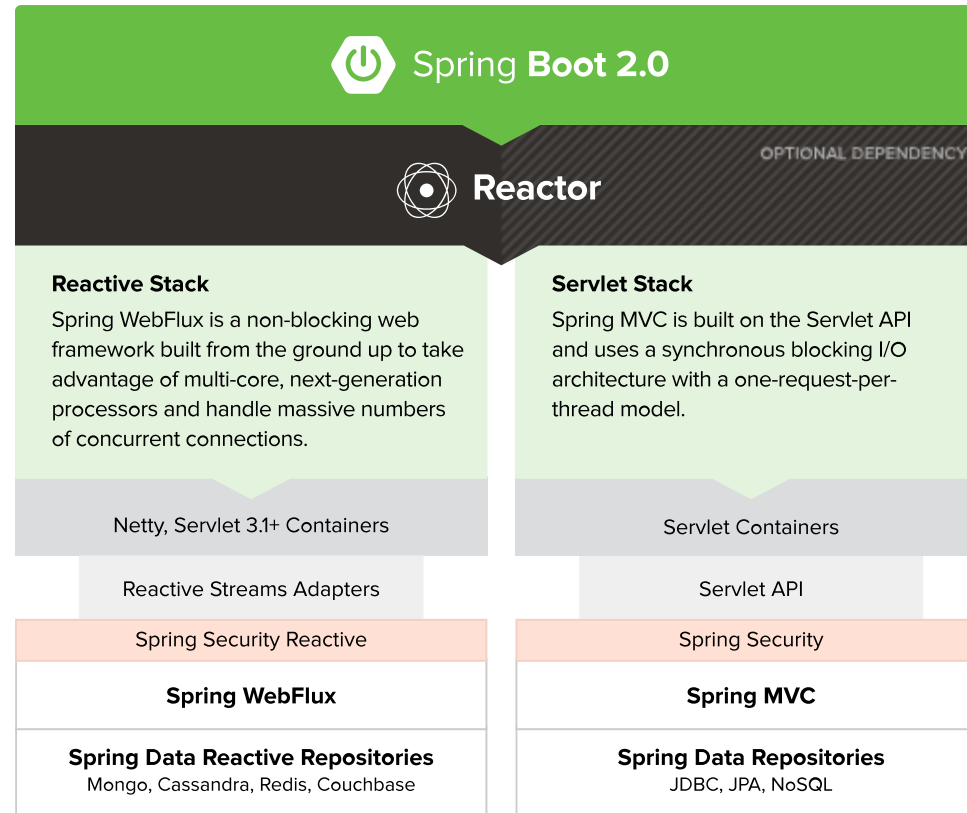 Spring Boot 2.0
OPTIONAL DEPENDENCY
Reactor
Reactive Stack
Spring WebFlux is a non-blocking web
framework built from the ground up to take
advantage of multi-core, next-generation
processors and handle massive numbers
of concurrent connections.
Netty, Servlet 3.1+ Containers
Reactive Streams Adapters
Spring Security Reactive
Spring WebFlux
Spring Data Reactive Repositories
Mongo, Cassandra, Redis, Couchbase
Servlet Stack
Spring MVC is built on the Servlet API
and uses a synchronous blocking I/O
architecture with a one-request-per-
thread model.
Servlet Containers
Servlet API
Spring Security
Spring MVC
Spring Data Repositories
JDBC, JPA, NoSQL